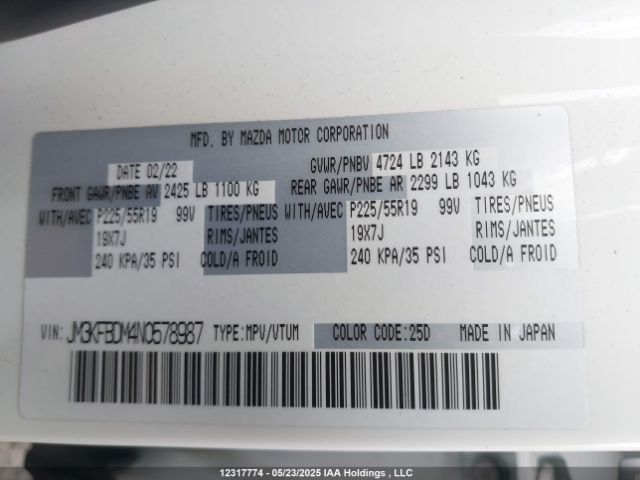 MFD. BY MAZDA MOTOR CORPORATION
DATE 02/22 GVWR/PNBV 4724 LB 2143 KG
FRONT GAWR/PNBE AV 2425 LB 1100 KG REAR GAWR/PNBE AR 2299 LB 1043 KG
WITH/AVEC P225/55R19 99V TIRES/PNEUS WITH/AVEC P225/55R19 99V TIRES/PNEUS
19X7J RIMS/JANTES 19X7J RIMS/JANTES
240 KPA/35 PSI COLD/A FROID 240 KPA/35 PSI COLD/A FROID
VIN: JM3KFBDM4N0578987 TYPE:MPV/VTUM COLOR CODE:25D MADE IN JAPAN
12317774 - 05/23/2025 IAA Holdings , LLC